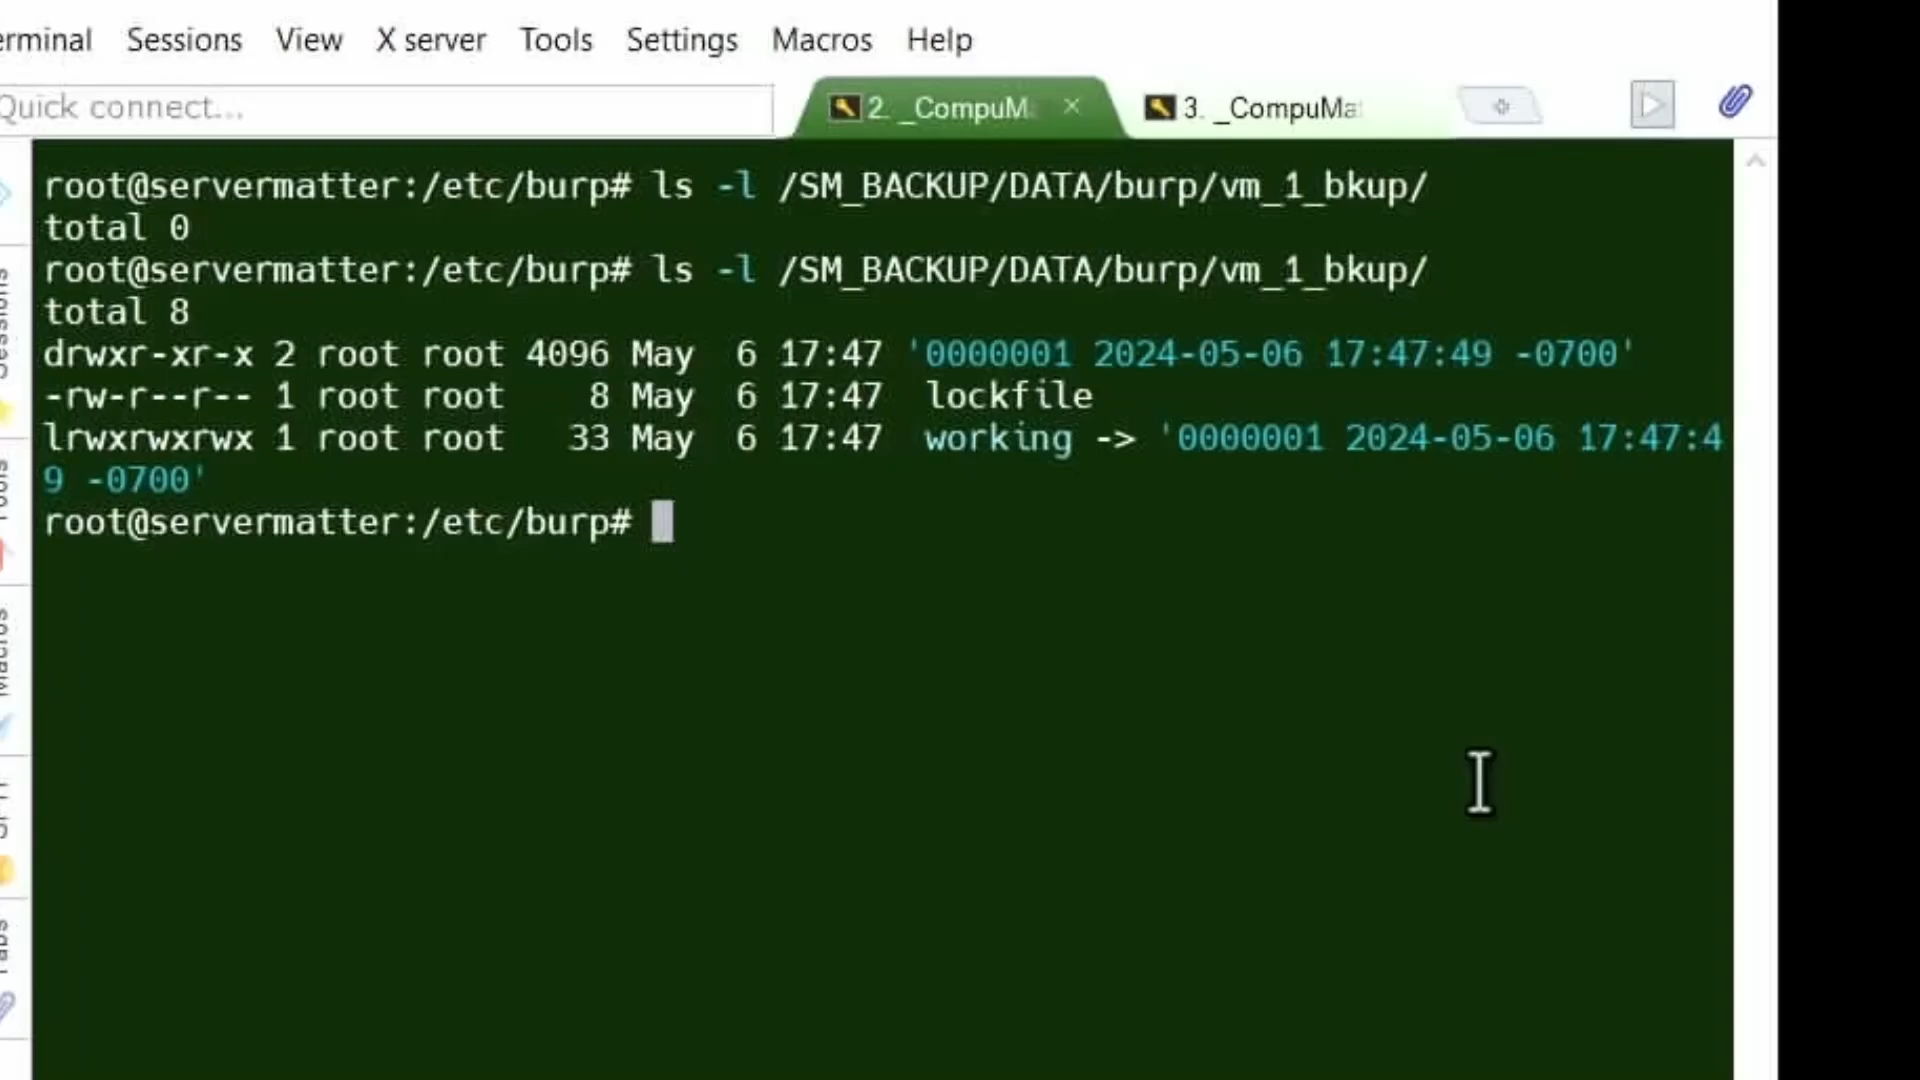 Sessions View X server Tools Settings Macros Help
Quick connect...
2. _CompuM
3. _CompuMa
root@servermatter:/etc/burp# ls -l /SM_BACKUP/DATA/burp/vm_1_bkup/
total 0
root@servermatter:/etc/burp# ls -l /SM_BACKUP/DATA/burp/vm_1_bkup/
total 8
drwxr-xr-x 2 root root 4096 May  6 17:47 '0000001 2024-05-06 17:47:49 -0700'
-rw-r--r-- 1 root root    8 May  6 17:47  lockfile
lrwxrwxrwx 1 root root   33 May  6 17:47  working -> '0000001 2024-05-06 17:47:4
9 -0700'
root@servermatter:/etc/burp#
Sessions
Macros